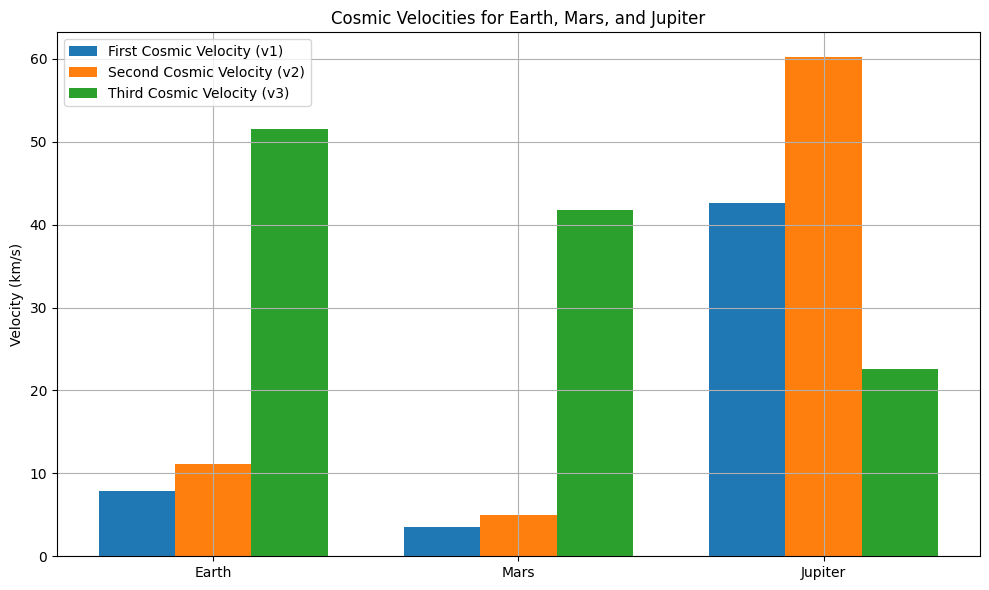 Cosmic Velocities for Earth, Mars, and Jupiter
First Cosmic Velocity (v1)
Second Cosmic Velocity (v2)
Third Cosmic Velocity (v3)
Velocity (km/s)
60
50
40
30
20
10
0
Earth
Mars
Jupiter